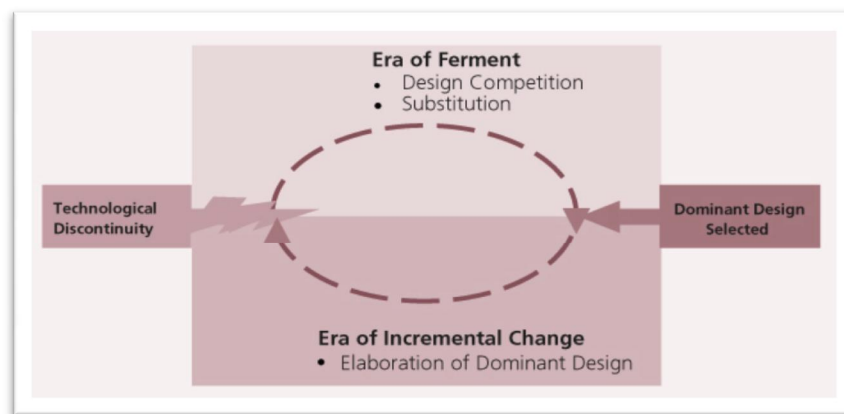 Era of Ferment
• Design Competition
• Substitution
Technological
Discontinuity
Dominant Design
Selected
Era of Incremental Change
• Elaboration of Dominant Design